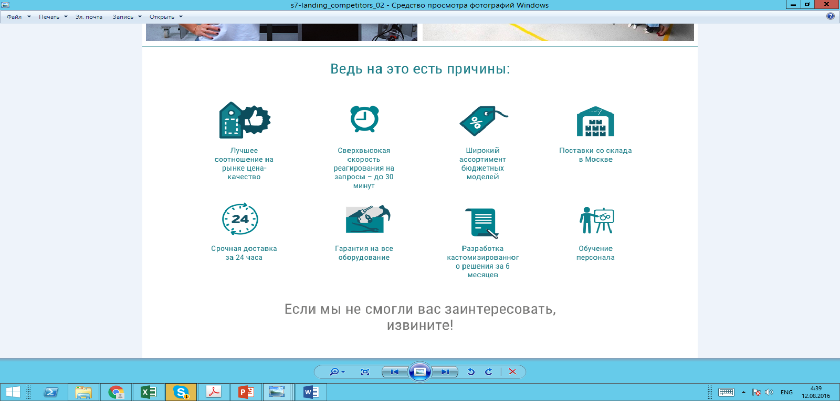 s7-landing_competitors_02 - Средство просмотра фотографий Windows
Файл Печать Эл. почта Запись Открыть
Ведь на это есть причины:
Лучшее
соотношение на
рынке цена-
качество
Сверхвысокая
скорость
реагирования на
запросы – до 30
минут
%
Широкий
ассортимент
бюджетных
моделей
Поставки со склада
в Москве
24
Срочная доставка
за 24 часа
Гарантия на все
оборудование
Разработка
кастомизированног
о решения за 6
месяцев
Обучение
персонала
Если мы не смогли вас заинтересовать,
извините!
ENG
4:39
12.08.2016